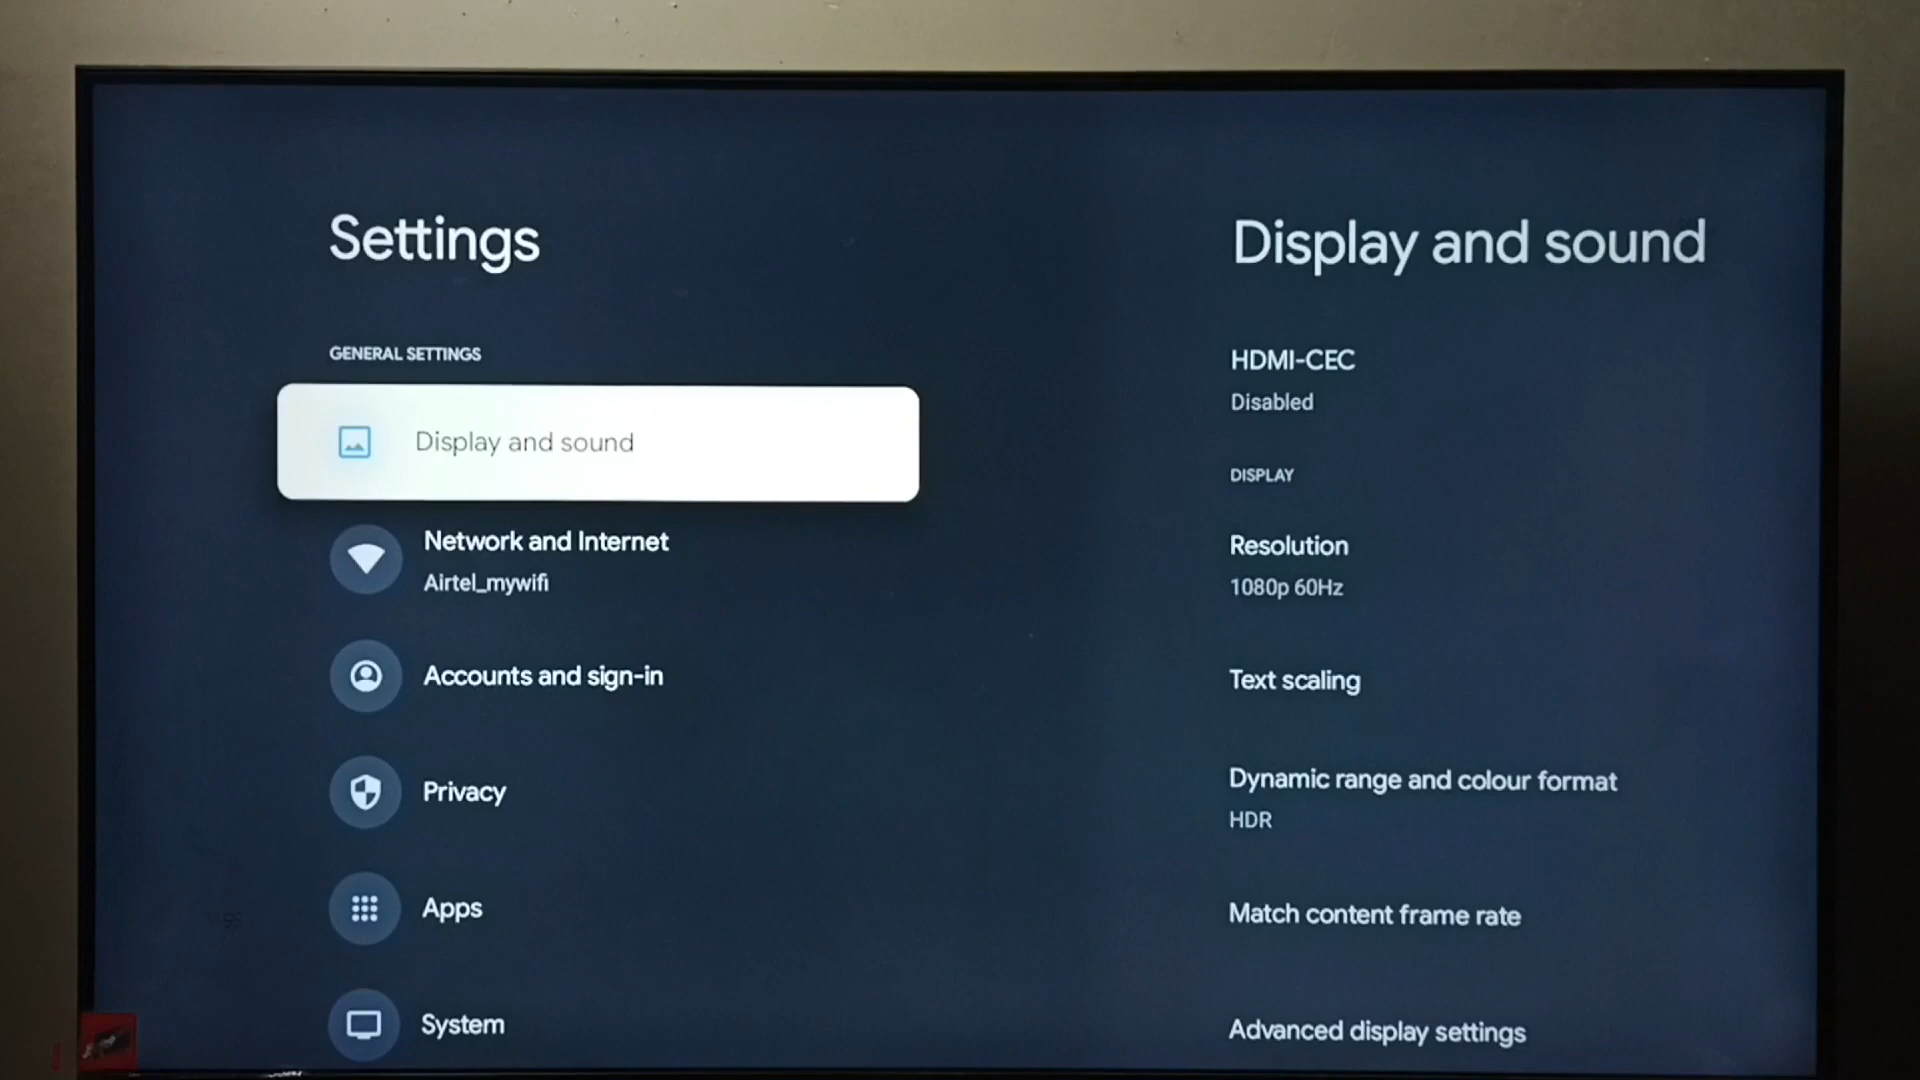 Settings
GENERAL SETTINGS
Display and sound
Network and Internet
Airtel_mywifi
Accounts and sign-in
Privacy
Apps
System
Display and sound
HDMI-CEC
Disabled
DISPLAY
Resolution
1080p 60Hz
Text scaling
Dynamic range and colour format
HDR
Match content frame rate
Advanced display settings